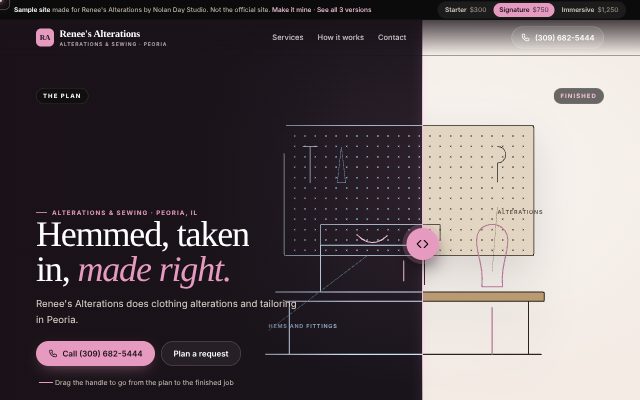 Sample site made for Renee's Alterations by Nolan Day Studio. Not the official site. Make it mine · See all 3 versions
Starter $300 Signature $750 Immersive $1,250
RA Renee's Alterations
ALTERATIONS & SEWING · PEORIA
Services How it works Contact
(309) 682-5444
THE PLAN
FINISHED
ALTERATIONS
ALTERATIONS & SEWING · PEORIA, IL
Hemmed, taken
in, made right.
Renee's Alterations does clothing alterations and tailoring
in Peoria.
HEMS AND FITTINGS
Call (309) 682-5444 Plan a request
Drag the handle to go from the plan to the finished job